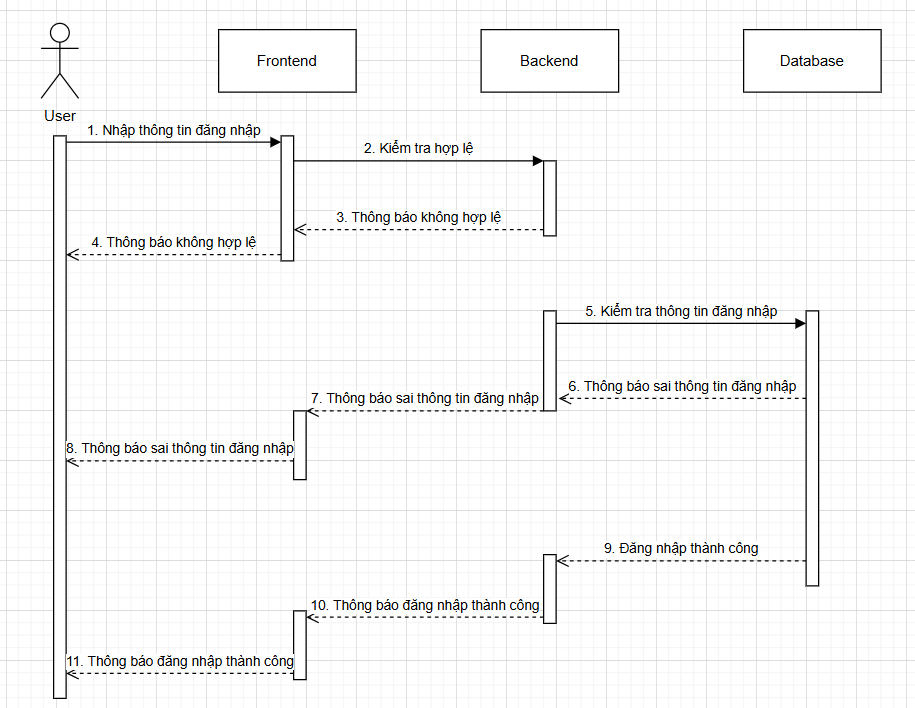 Frontend
Backend
Database
User
1. Nhập thông tin đăng nhập
2. Kiểm tra hợp lệ
3. Thông báo không hợp lệ
4. Thông báo không hợp lệ
5. Kiểm tra thông tin đăng nhập
6. Thông báo sai thông tin đăng nhập
7. Thông báo sai thông tin đăng nhập
8. Thông báo sai thông tin đăng nhập
9. Đăng nhập thành công
10. Thông báo đăng nhập thành công
11. Thông báo đăng nhập thành công